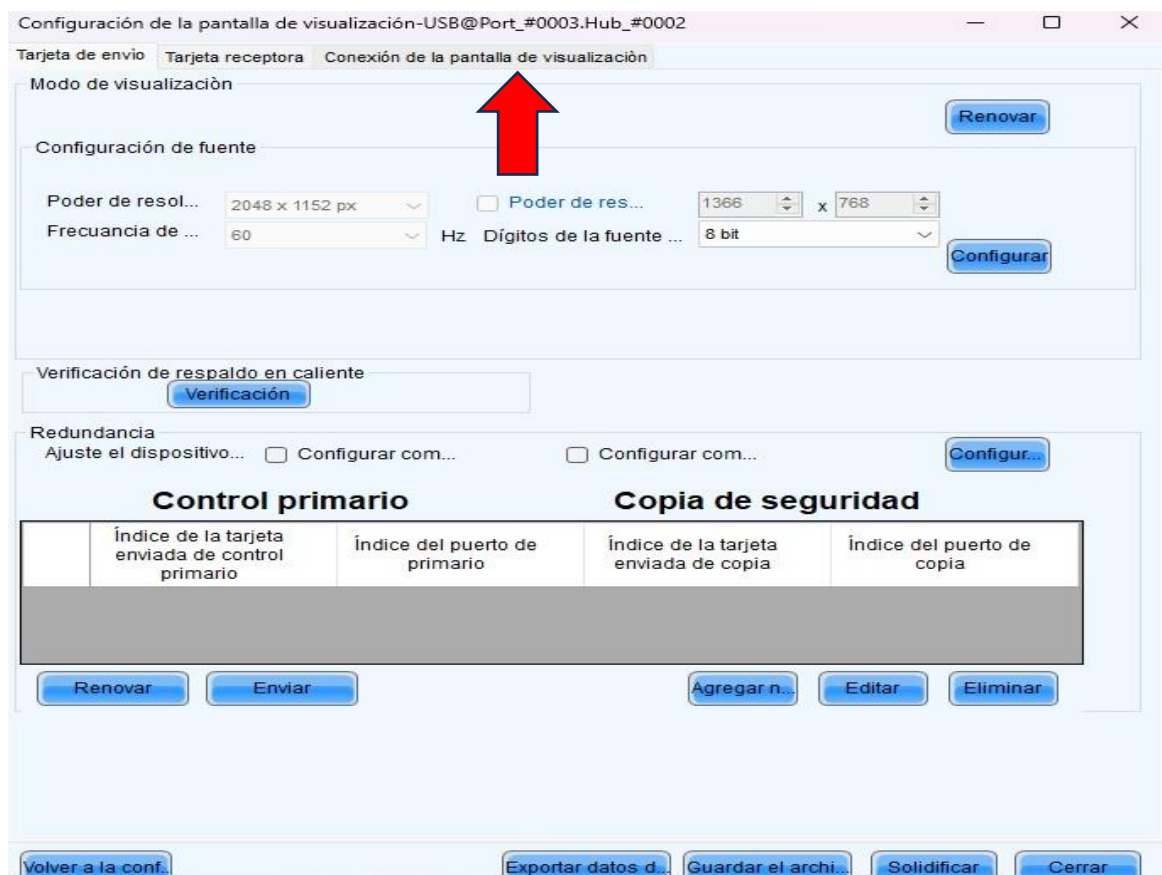 Configuración de la pantalla de visualización-USB@Port_#0003.Hub_#0002
Tarjeta de envìo Tarjeta receptora Conexión de la pantalla de visualizaciòn
Modo de visualizaciòn
Renovar
Configuración de fuente
Poder de resol... 2048 x 1152 px Poder de res... 1366 x 768
Frecuancia de ... 60 Hz Dígitos de la fuente ... 8 bit
Configurar
Verificación de respaldo en caliente
Verificación
Redundancia
Ajuste el dispositivo... Configurar com... Configurar com... Configur...
Control primario Copia de seguridad
Índice de la tarjeta enviada de control primario
Índice del puerto de primario
Índice de la tarjeta enviada de copia
Índice del puerto de copia
Renovar Enviar Agregar n... Editar Eliminar
Volver a la conf.. Exportar datos d... Guardar el archi... Solidificar Cerrar